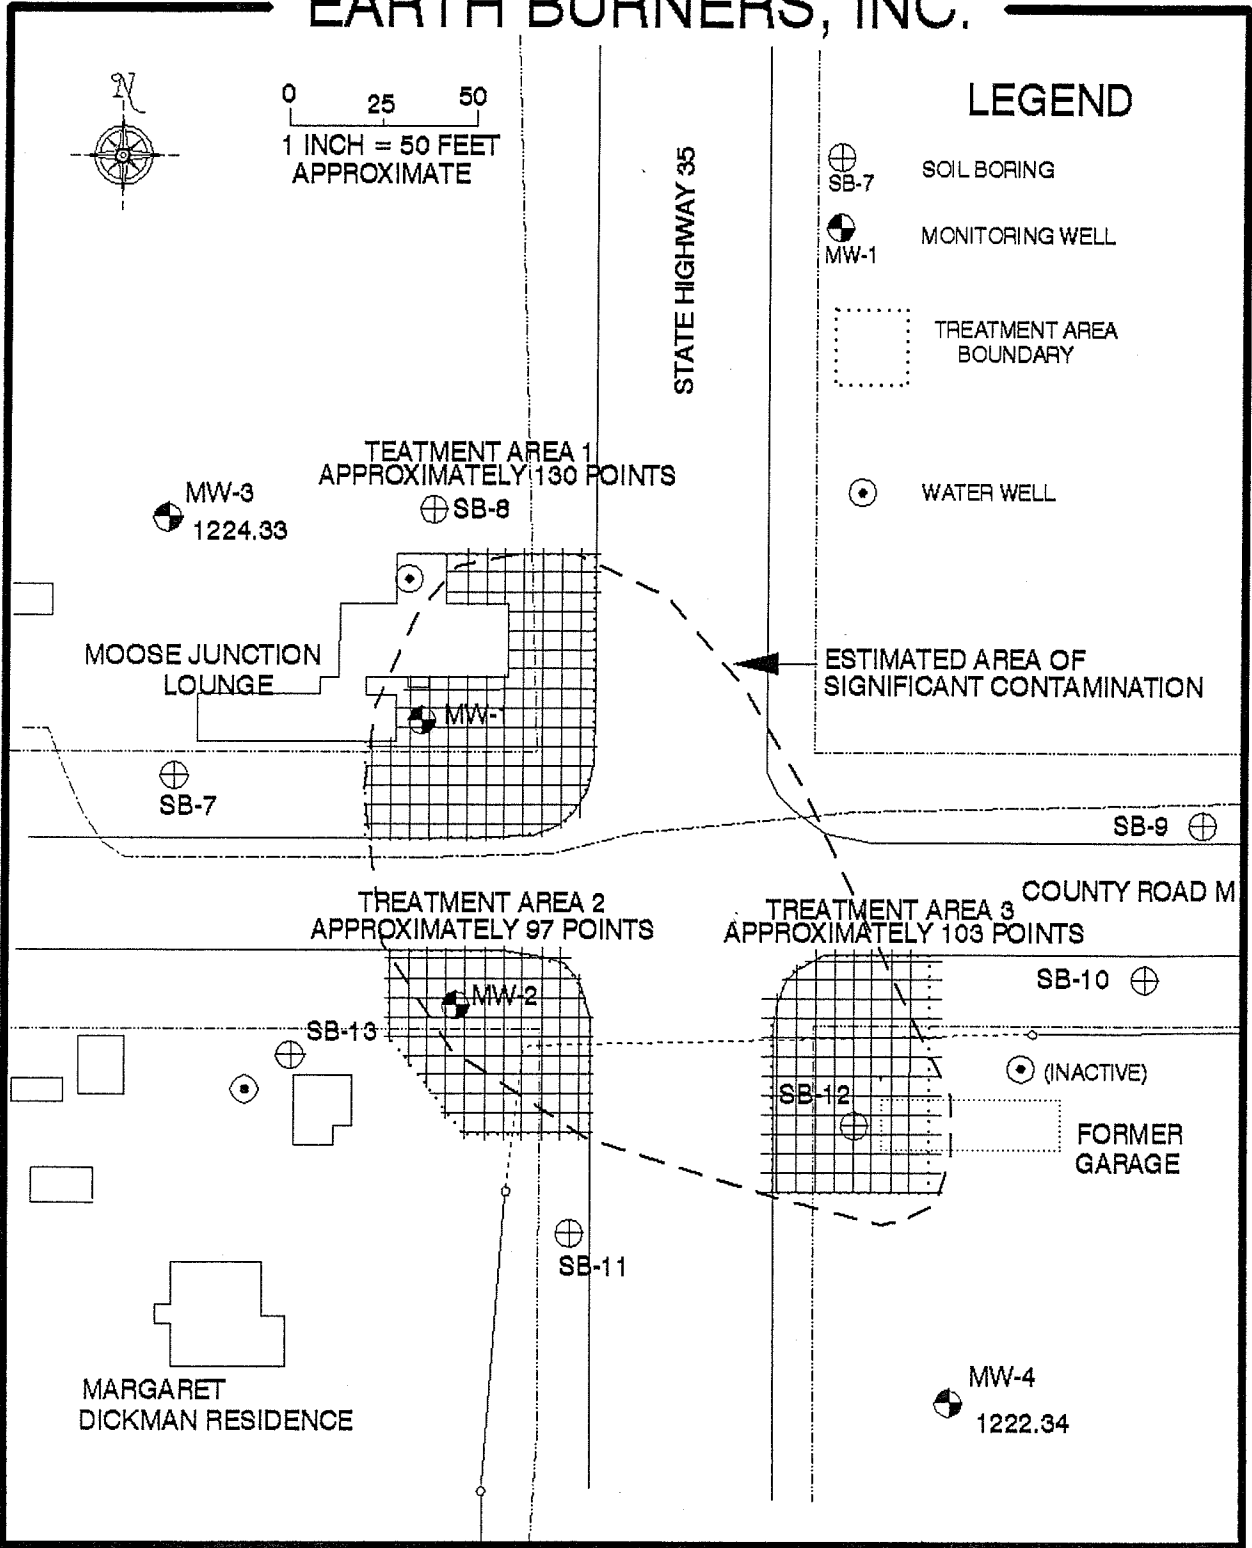 EARTH BURNERS, INC.
N
0 25 50
1 INCH = 50 FEET
APPROXIMATE
STATE HIGHWAY 35
LEGEND
SB-7
SOIL BORING
MW-1
MONITORING WELL
TREATMENT AREA
BOUNDARY
WATER WELL
TEATMENT AREA 1
APPROXIMATELY 130 POINTS
MW-3
1224.33
SB-8
MOOSE JUNCTION
LOUNGE
MW-1
ESTIMATED AREA OF
SIGNIFICANT CONTAMINATION
SB-7
SB-9
COUNTY ROAD M
TREATMENT AREA 2
APPROXIMATELY 97 POINTS
TREATMENT AREA 3
APPROXIMATELY 103 POINTS
SB-10
MW-2
SB-13
(INACTIVE)
SB-12
FORMER
GARAGE
SB-11
MARGARET
DICKMAN RESIDENCE
MW-4
1222.34